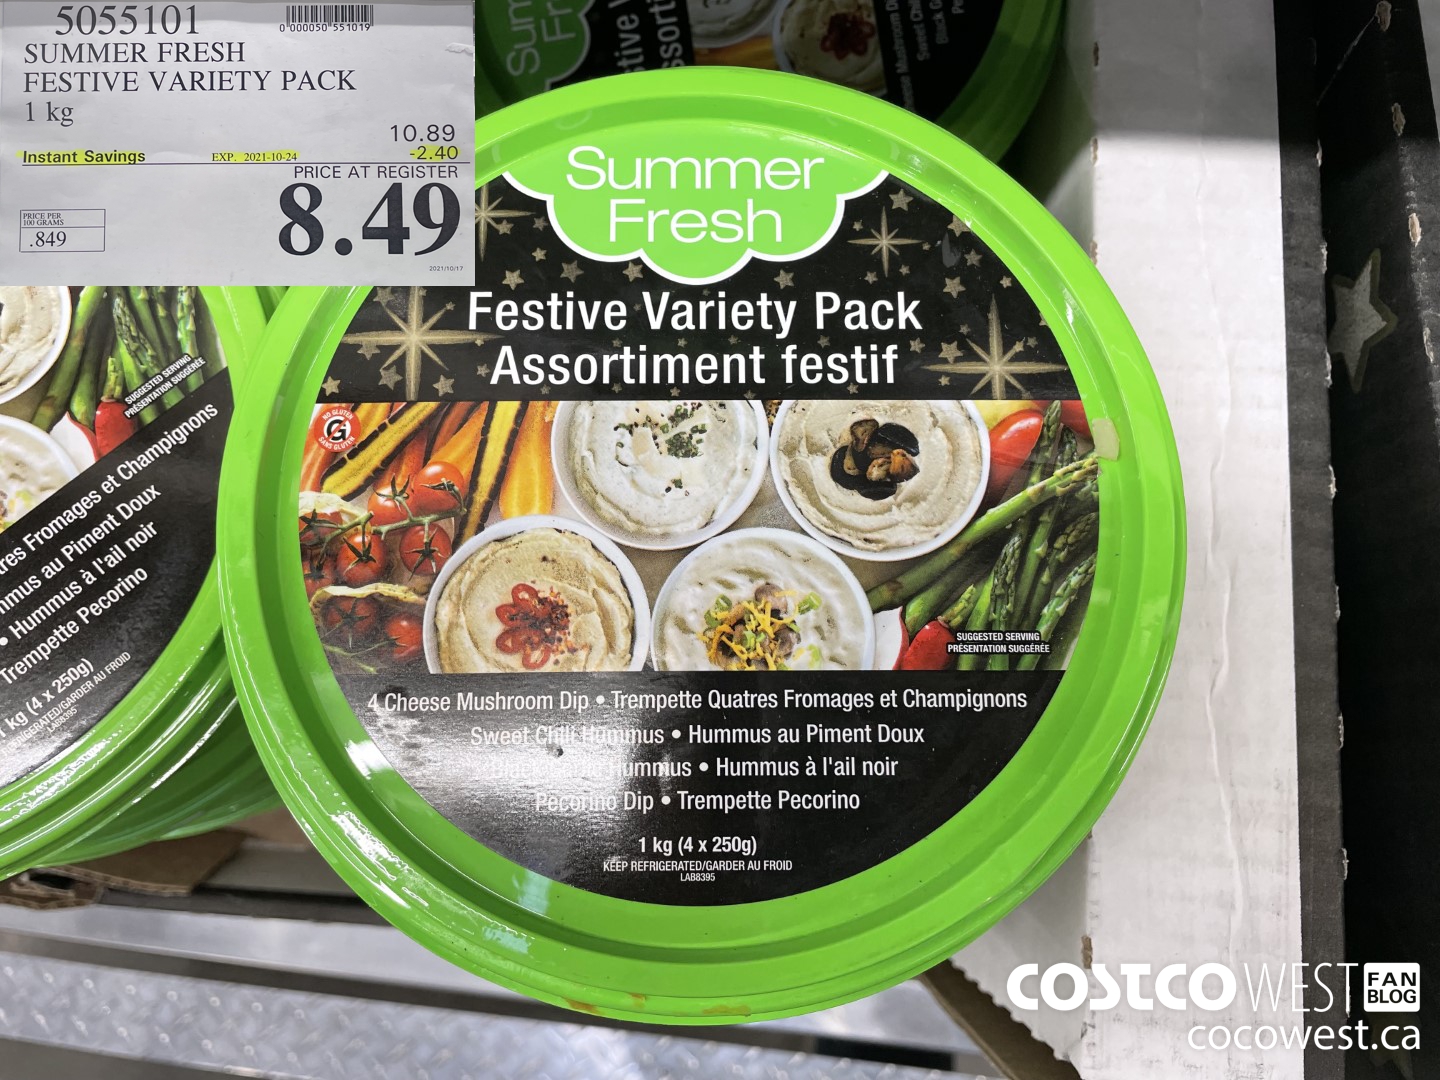 5055101
0"000050"551019
SUMMER FRESH
FESTIVE VARIETY PACK
1 kg
10.89
Instant Savings EXP. 2021-10-24 -2.40
PRICE AT REGISTER
8.49
PRICE PER
100 GRAMS
.849
2021/10/17
Summer
Fresh
Festive Variety Pack
Assortiment festif
NO GLUTEN
G
SANS GLUTEN
SUGGESTED SERVING
PRÉSENTATION SUGGÉRÉE
4 Cheese Mushroom Dip • Trempette Quatres Fromages et Champignons
Sweet Chili Hummus • Hummus au Piment Doux
Hummus • Hummus à l'ail noir
Pecorino Dip • Trempette Pecorino
1 kg (4 x 250g)
KEEP REFRIGERATED/GARDER AU FROID
LAB8395
SUGGESTED SERVING
PRÉSENTATION SUGGÉRÉE
Fromages et Champignons
au Piment Doux
• Hummus à l'ail noir
Trempette Pecorino
kg (4 x 250g)
/GARDER AU FROID
LAB8395
COSTCO WEST FAN
BLOG
cocowest.ca